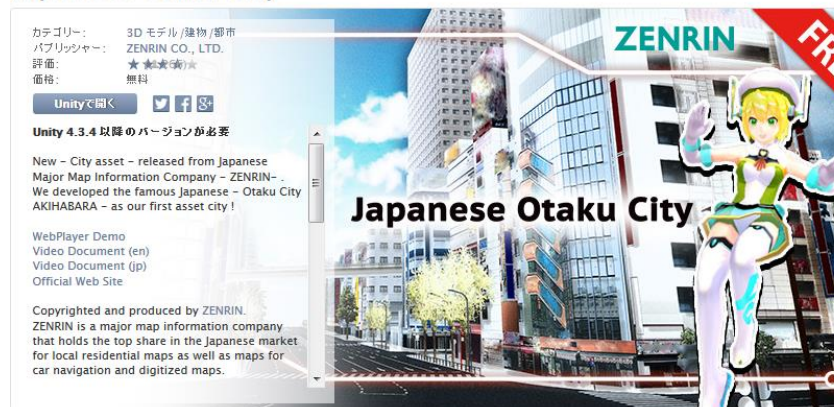 カテゴリー: 3D モデル/建物/都市
パブリッシャー: ZENRIN CO., LTD.
評価:
価格: 無料
Unityで開く
Unity 4.3.4 以降のバージョンが必要
New - City asset - released from Japanese
Major Map Information Company - ZENRIN- .
We developed the famous Japanese - Otaku City
AKIHABARA - as our first asset city !
WebPlayer Demo
Video Document (en)
Video Document (jp)
Official Web Site
Copyrighted and produced by ZENRIN.
ZENRIN is a major map information company
that holds the top share in the Japanese market
for local residential maps as well as maps for
car navigation and digitized maps.
ZENRIN
Japanese Otaku City